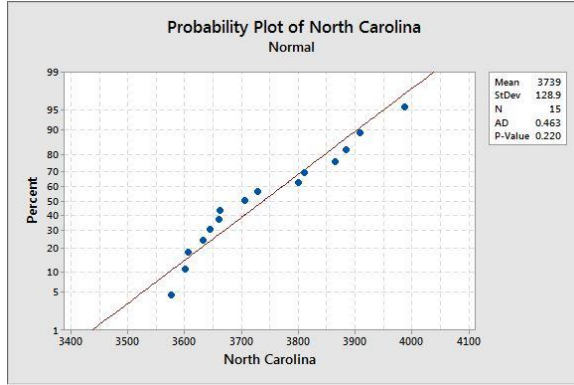 Probability Plot of North Carolina
Normal
99
95
90
80
70
60
50
40
30
20
10
5
1
Percent
3400 3500 3600 3700 3800 3900 4000 4100
North Carolina
Mean 3739
StDev 128.9
N 15
AD 0.463
P-Value 0.220